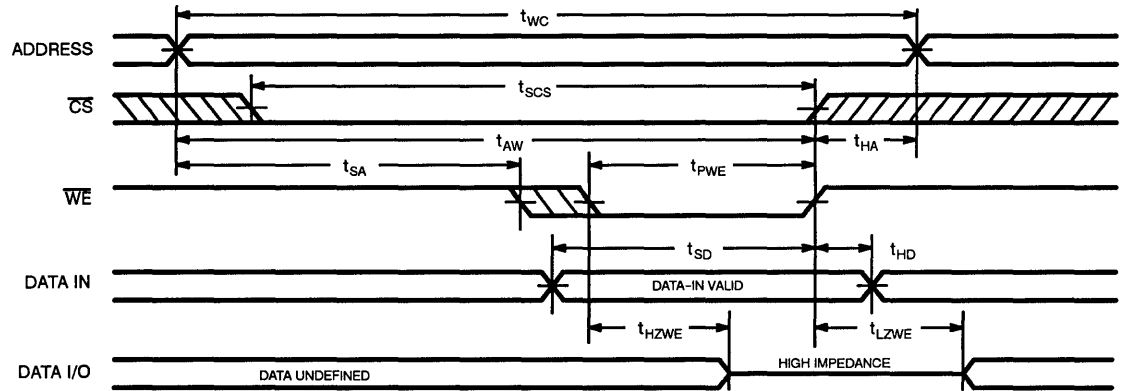 tWC
ADDRESS
tSCS
CS
tAW
tHA
tSA
tPWE
WE
tSD
tHD
DATA IN
DATA-IN VALID
tHZWE
tLZWE
HIGH IMPEDANCE
DATA I/O
DATA UNDEFINED